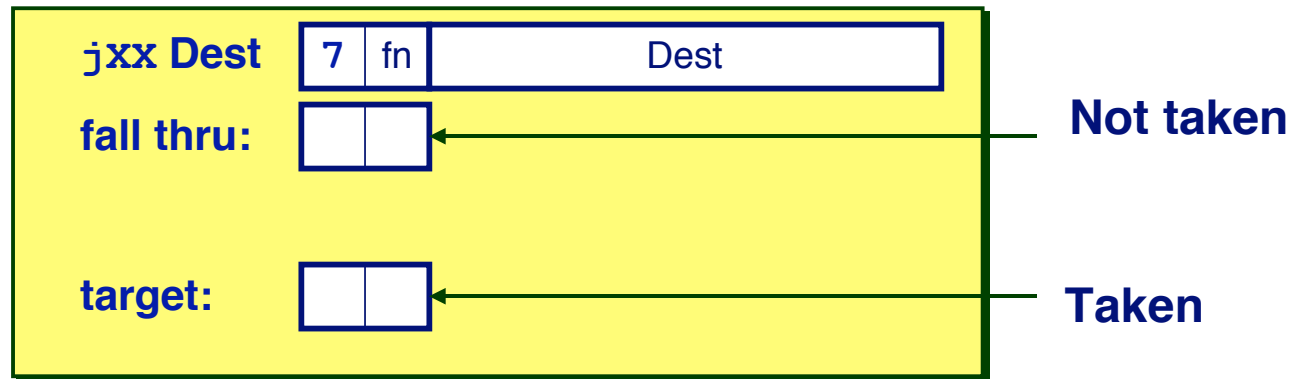 jXX Dest 7 fn Dest
fall thru: Not taken
target: Taken